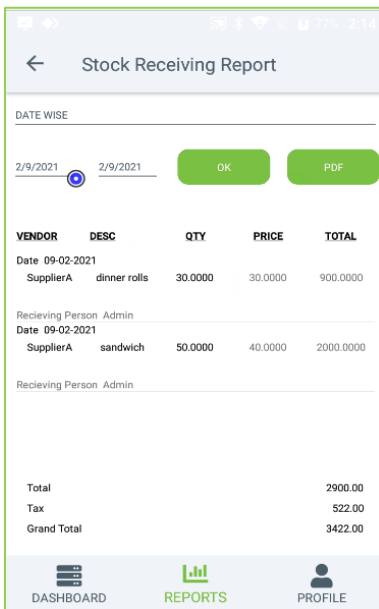 77% 2:14
Stock Receiving Report
DATE WISE
2/9/2021 2/9/2021 OK PDF
VENDOR DESC QTY PRICE TOTAL
Date 09-02-2021
SupplierA dinner rolls 30.0000 30.0000 900.0000
Recieving Person Admin
Date 09-02-2021
SupplierA sandwich 50.0000 40.0000 2000.0000
Recieving Person Admin
Total 2900.00
Tax 522.00
Grand Total 3422.00
DASHBOARD REPORTS PROFILE